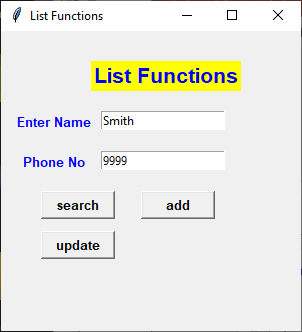 List Functions
List Functions
Enter Name Smith
Phone No 9999
search add
update